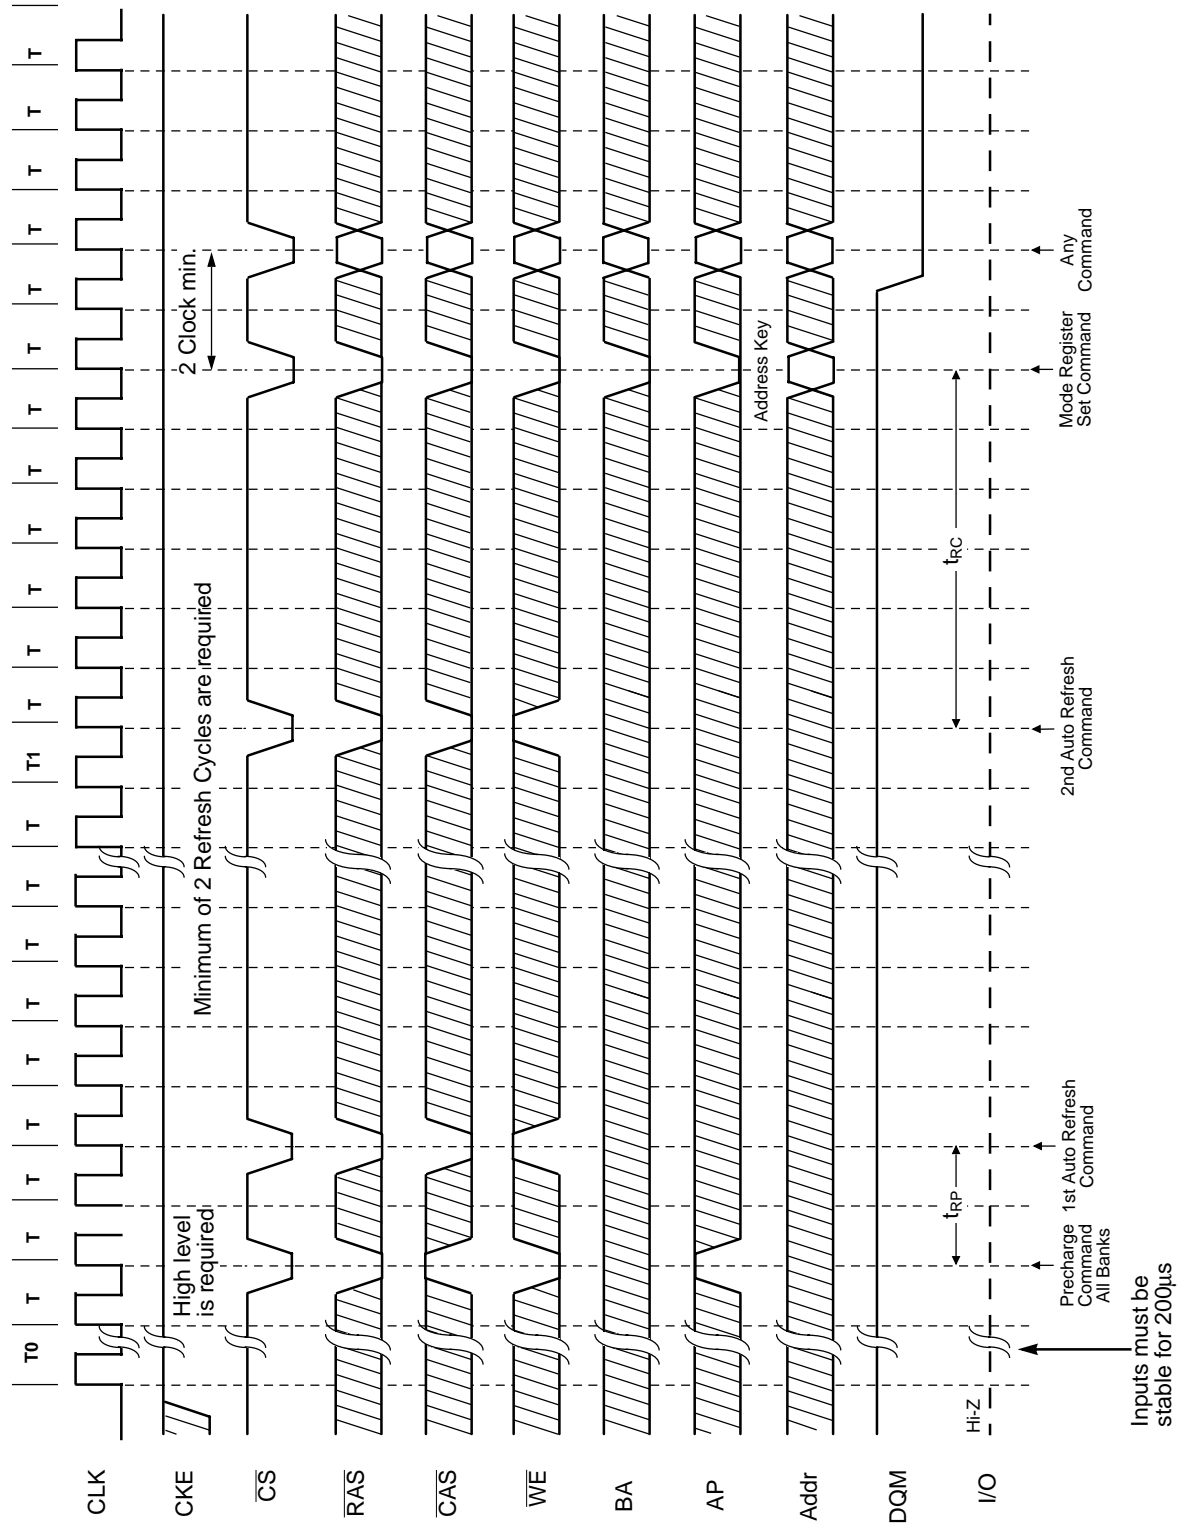 T0 T T T T T T T T T T1 T T T T T T T T T T T T
CLK
CKE
High level
is required
Minimum of 2 Refresh Cycles are required
2 Clock min.
CS
RAS
CAS
WE
BA
AP
Address Key
Addr
DQM
tRP
tRC
I/O
Hi-Z
Precharge
Command
All Banks
1st Auto Refresh
Command
2nd Auto Refresh
Command
Mode Register
Set Command
Any
Command
Inputs must be
stable for 200µs